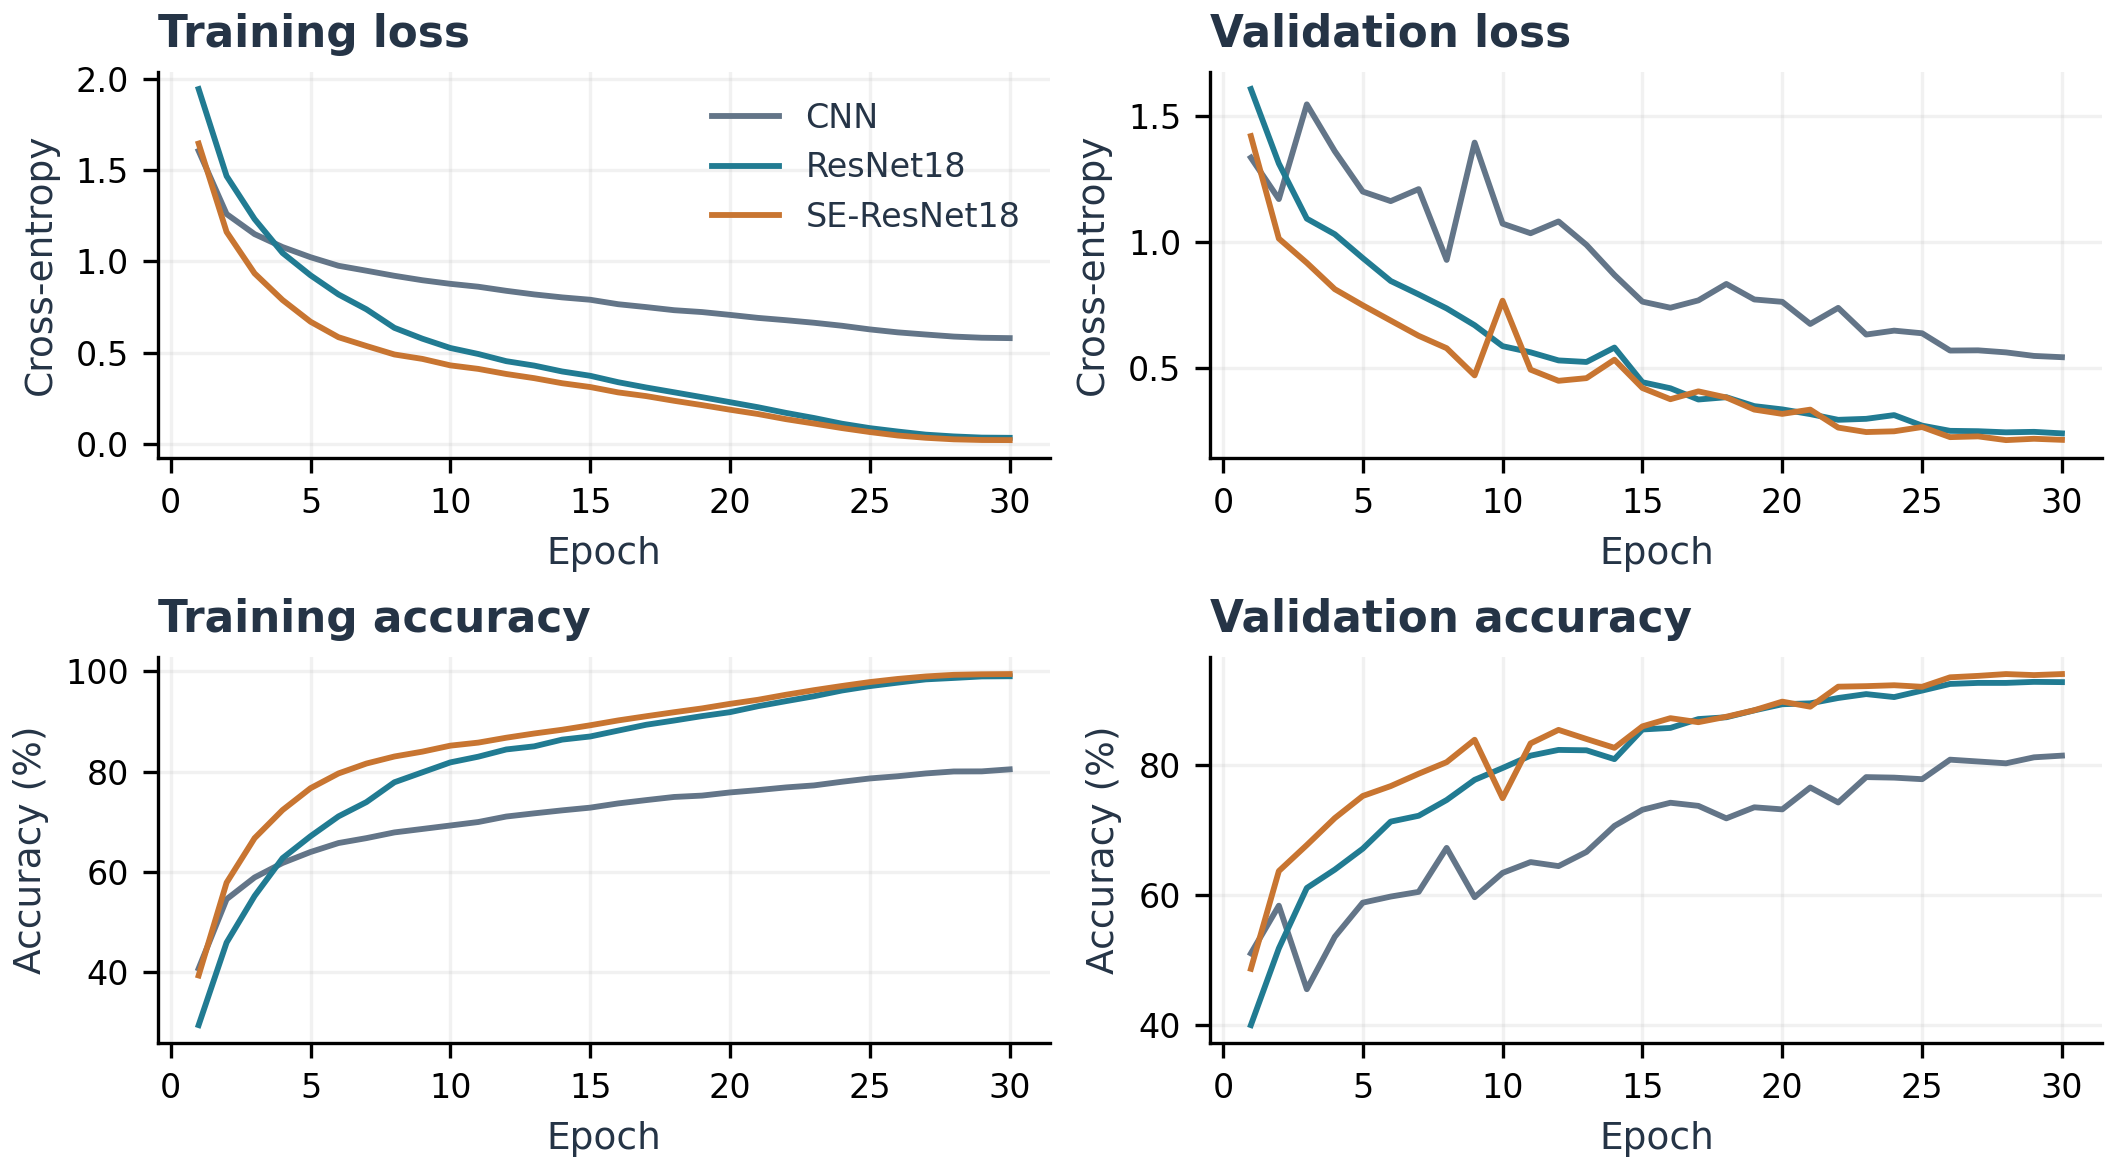 Training loss
Cross-entropy
2.0
1.5
1.0
0.5
0.0
CNN
ResNet18
SE-ResNet18
0 5 10 15 20 25 30
Epoch
Validation loss
Cross-entropy
1.5
1.0
0.5
0 5 10 15 20 25 30
Epoch
Training accuracy
Accuracy (%)
100
80
60
40
0 5 10 15 20 25 30
Epoch
Validation accuracy
Accuracy (%)
80
60
40
0 5 10 15 20 25 30
Epoch